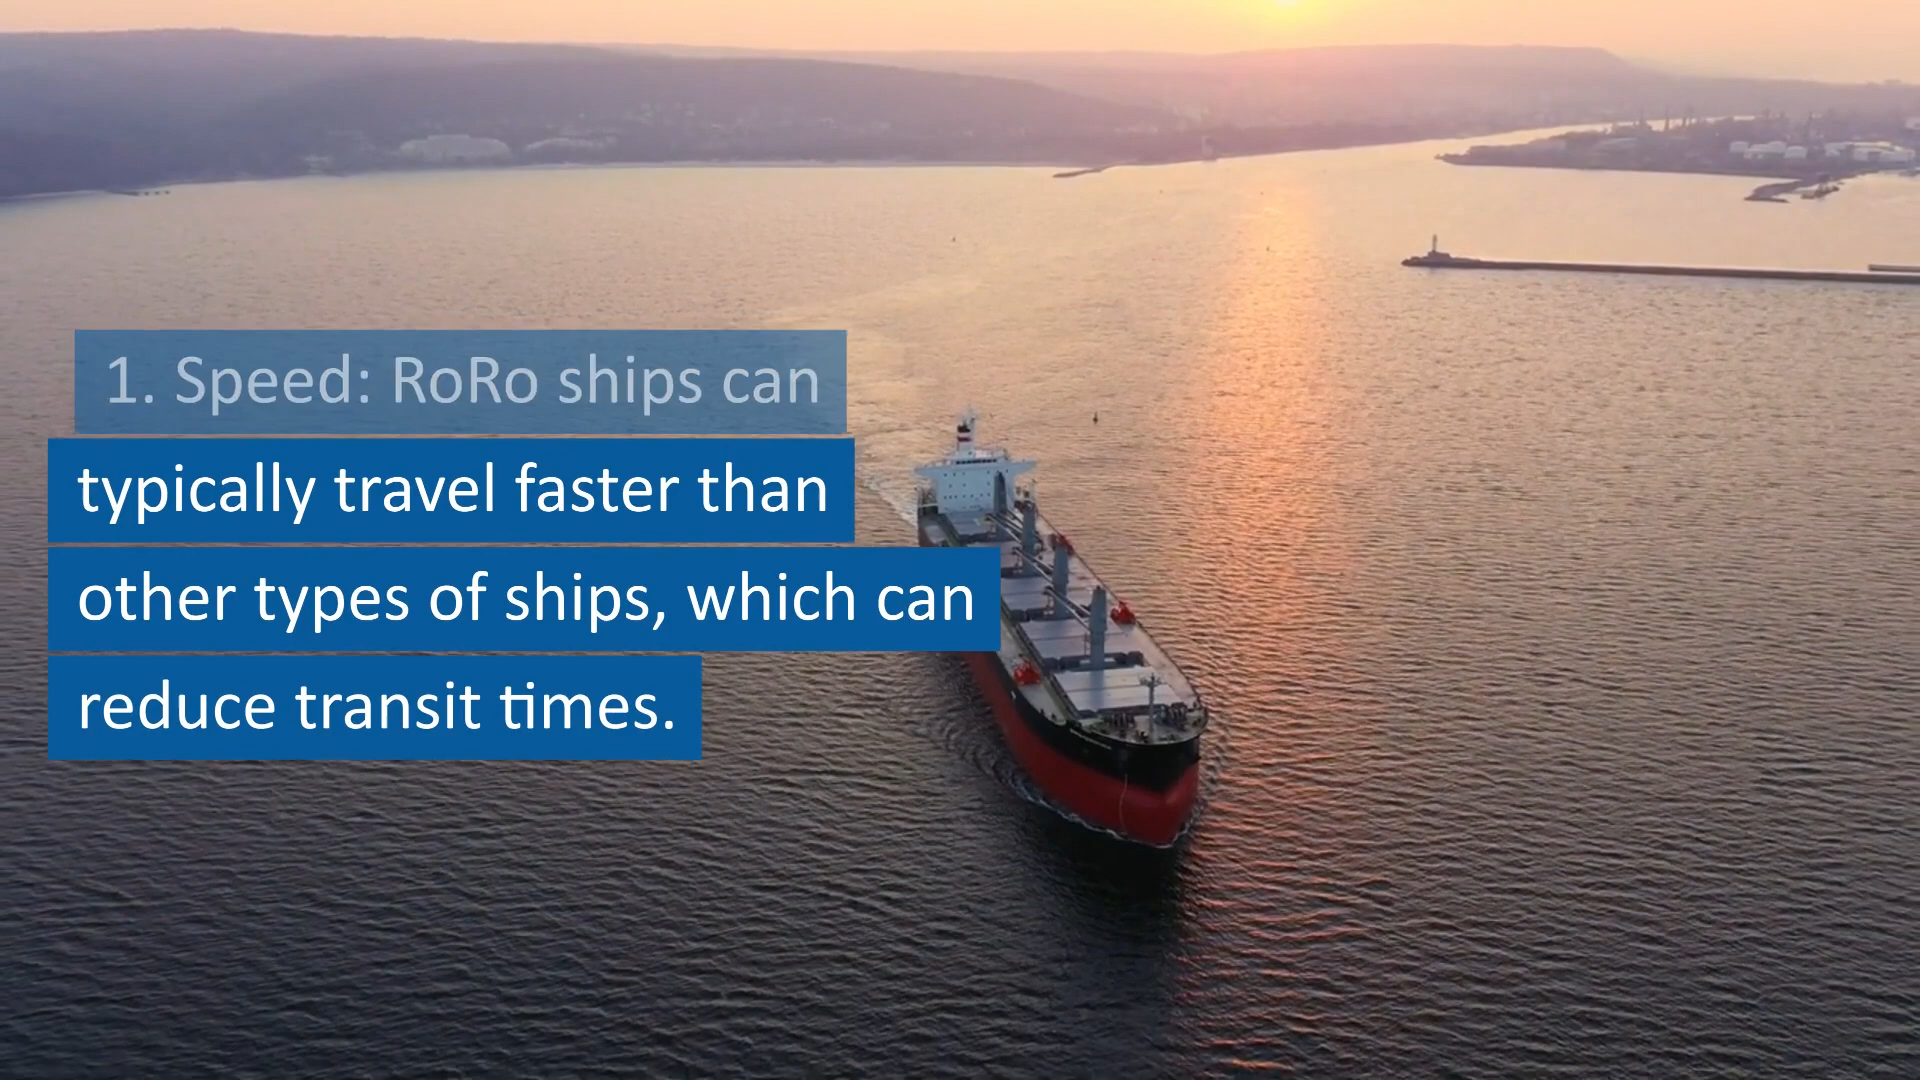 1. Speed: RoRo ships can
typically travel faster than
other types of ships, which can
reduce transit times.